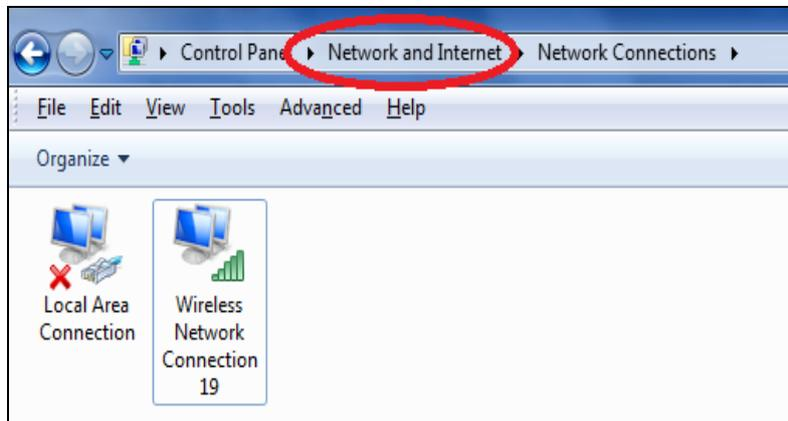 Control Panel Network and Internet Network Connections
File Edit View Tools Advanced Help
Organize
Local Area
Connection
Wireless
Network
Connection
19